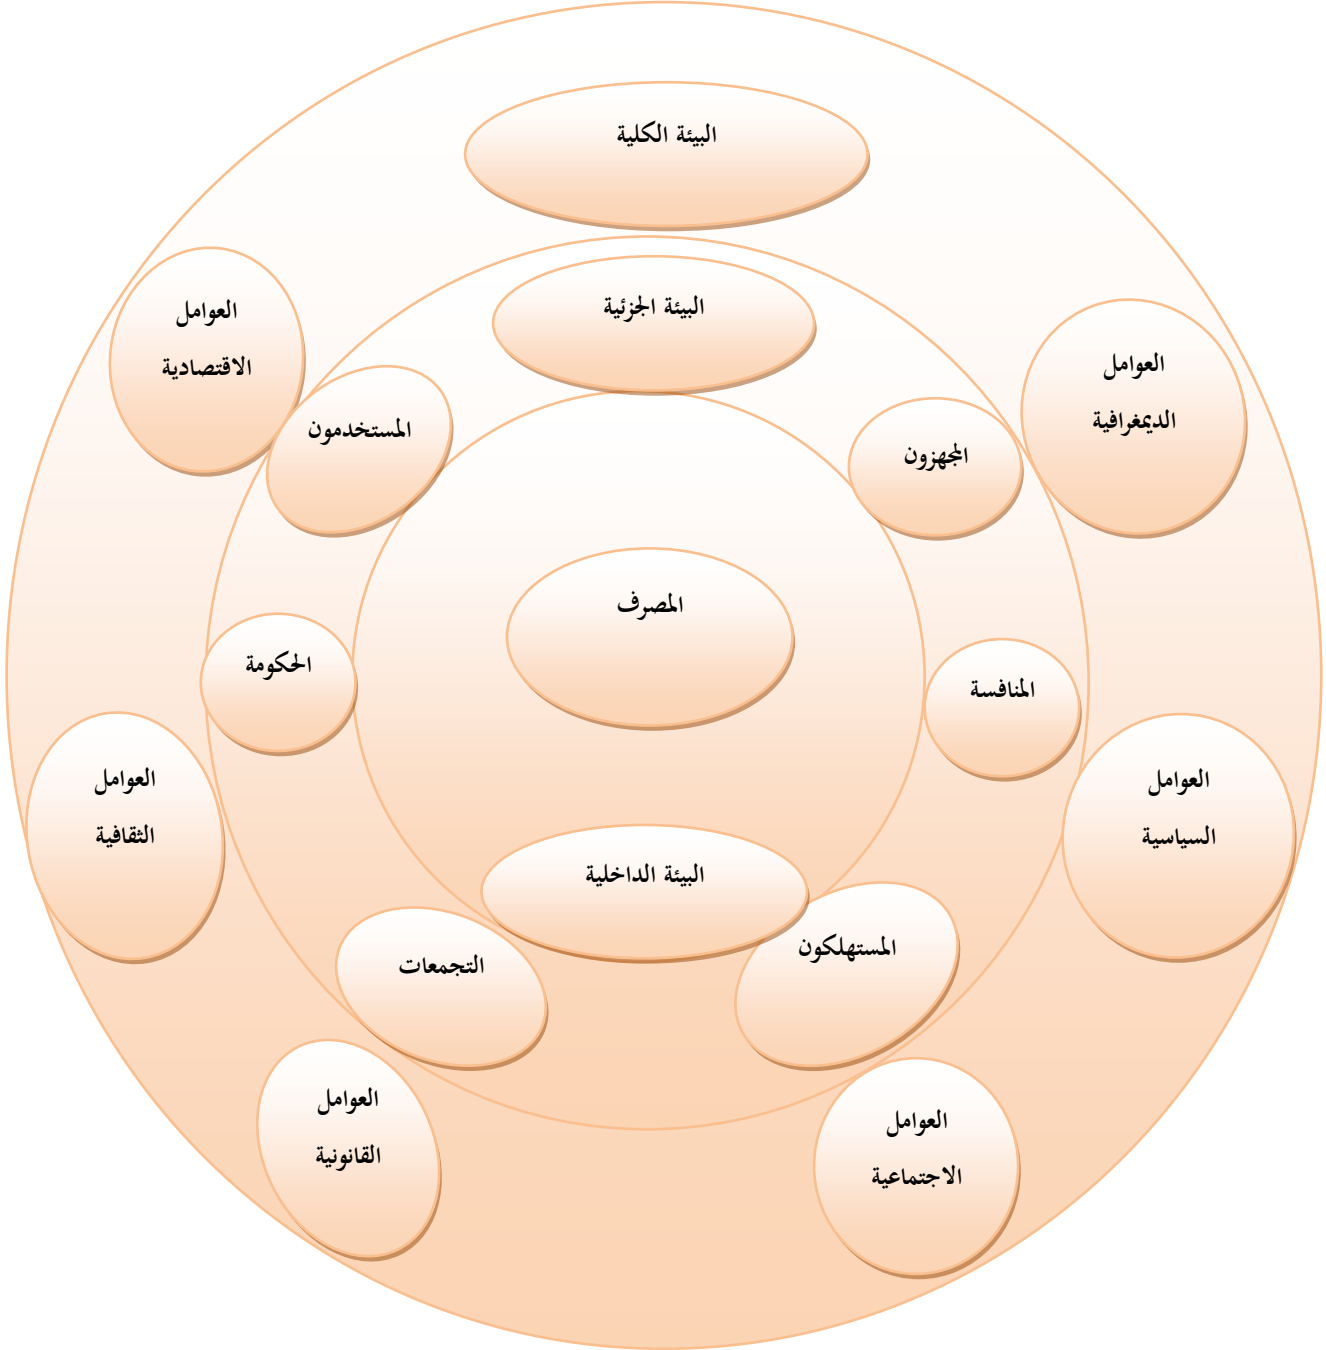 البيئة الكلية
البيئة الجزئية
العوامل
الاقتصادية
العوامل
الديمغرافية
المستخدمون
المجهزون
المصرف
الحكومة
المنافسة
العوامل
الثقافية
العوامل
السياسية
البيئة الداخلية
المستهلكون
التجمعات
العوامل
القانونية
العوامل
الاجتماعية